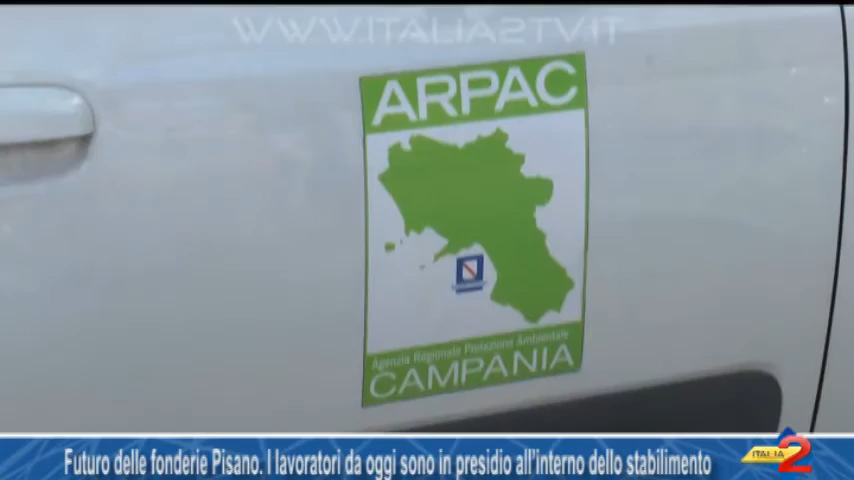 WWW.ITALIA2TV.IT
ARPAC
Agenzia Regionale Protezione Ambientale
CAMPANIA
Futuro delle fonderie Pisano. I lavoratori da oggi sono in presidio all'interno dello stabilimento
ITALIA 2